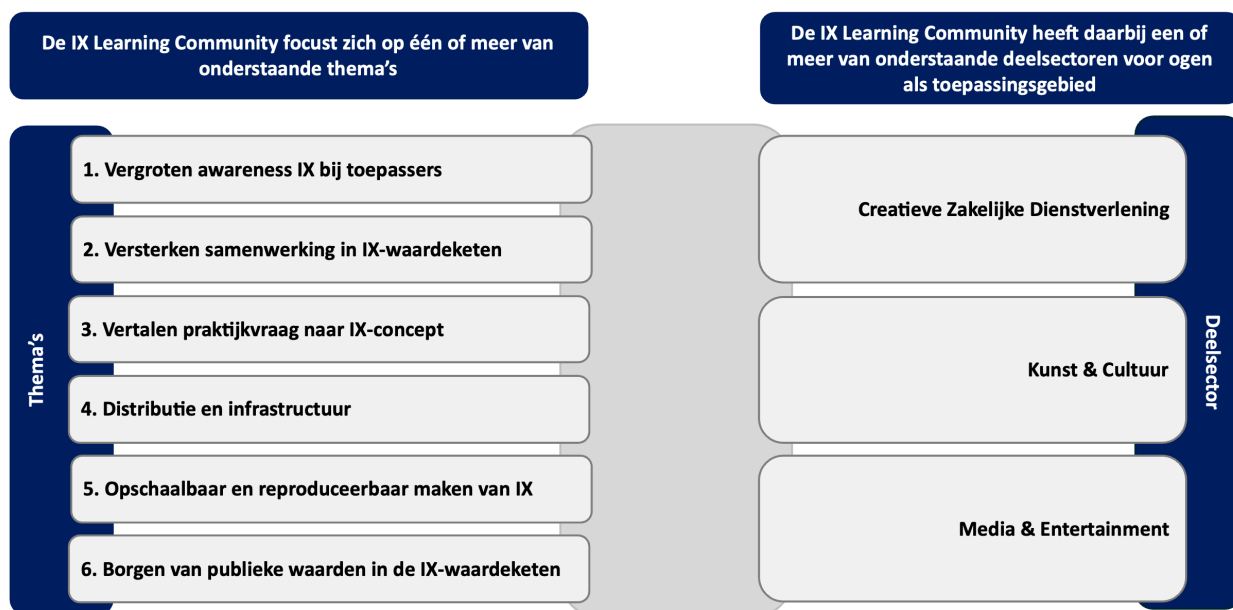 De IX Learning Community focust zich op één of meer van
onderstaande thema's
De IX Learning Community heeft daarbij een of
meer van onderstaande deelsectoren voor ogen
als toepassingsgebied
Thema's
1. Vergroten awareness IX bij toepassers
2. Versterken samenwerking in IX-waardeketen
3. Vertalen praktijkvraag naar IX-concept
4. Distributie en infrastructuur
5. Opschaalbaar en reproduceerbaar maken van IX
6. Borgen van publieke waarden in de IX-waardeketen
Creatieve Zakelijke Dienstverlening
Kunst & Cultuur
Media & Entertainment
Deelsector